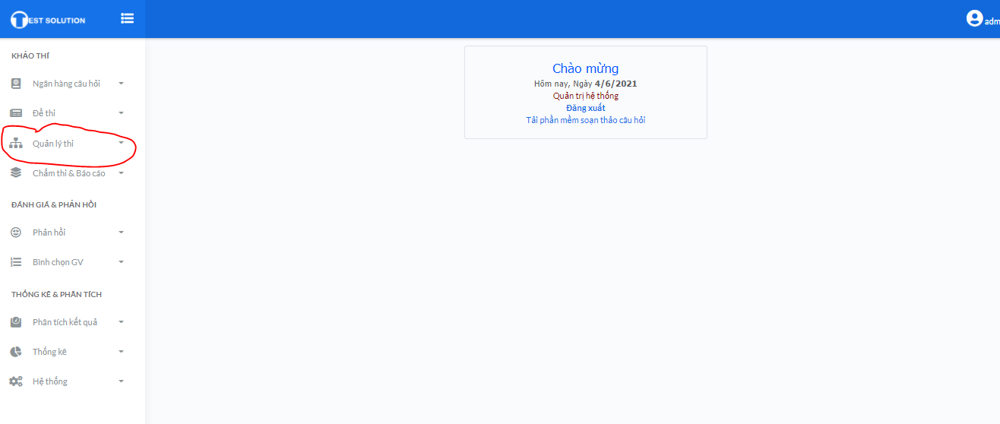 TEST SOLUTION
adm
KHẢO THÍ
Ngân hàng câu hỏi
Đề thi
Quản lý thi
Chấm thi & Báo cáo
ĐÁNH GIÁ & PHẢN HỒI
Phản hồi
Bình chọn GV
THỐNG KÊ & PHÂN TÍCH
Phân tích kết quả
Thống kê
Hệ thống
Chào mừng
Hôm nay, Ngày 4/6/2021
Quản trị hệ thống
Đăng xuất
Tải phần mềm soạn thảo câu hỏi